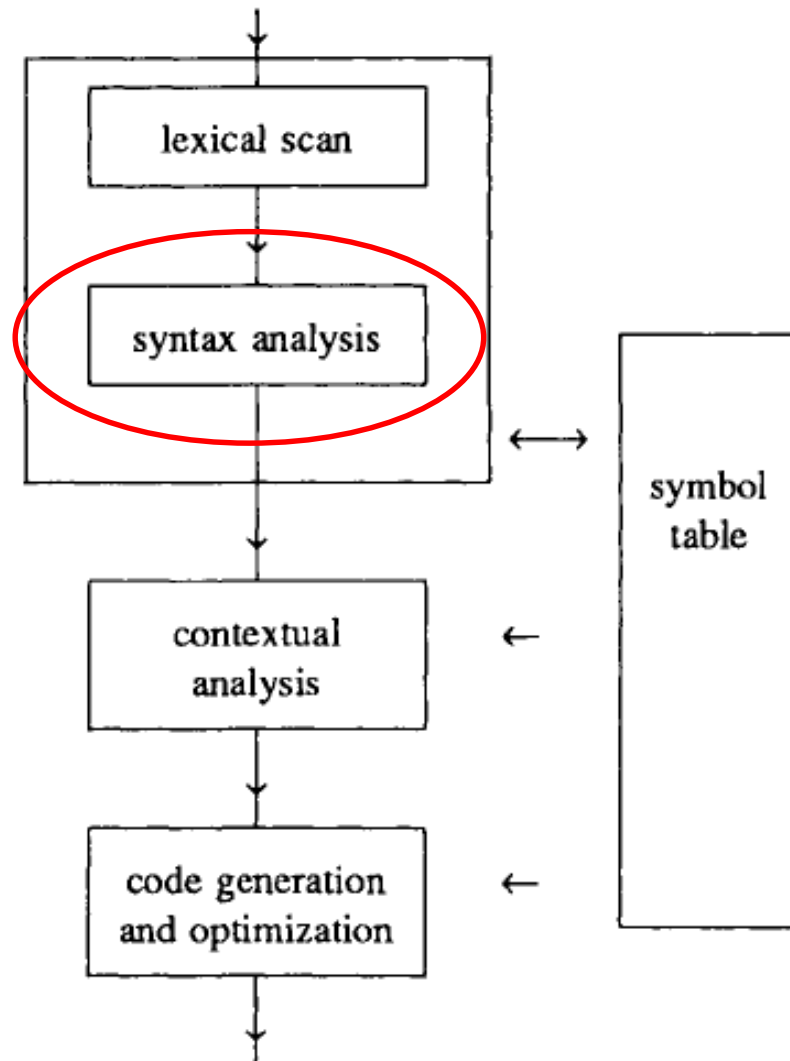 lexical scan
syntax analysis
symbol
table
contextual
analysis
code generation
and optimization